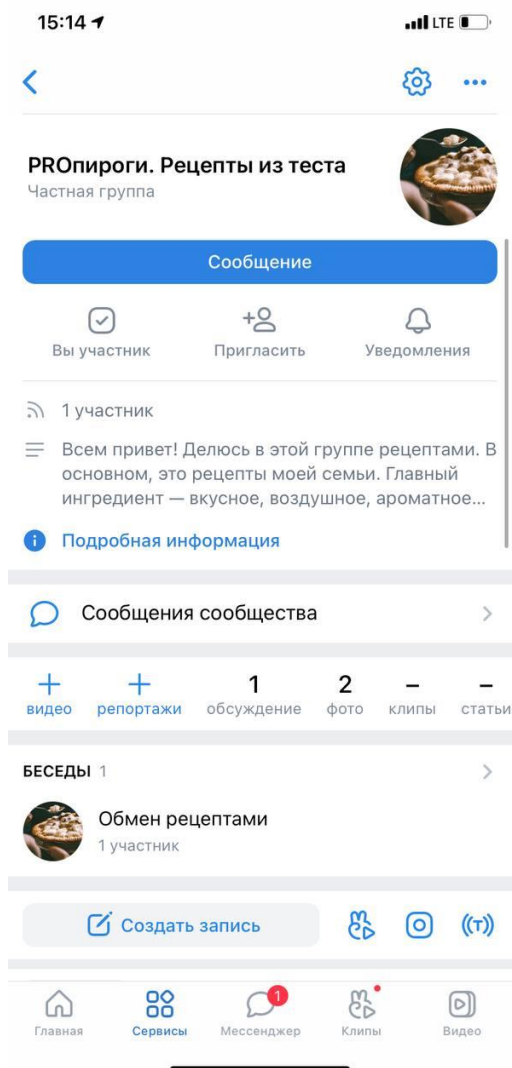 15:14
LTE
PROпироги. Рецепты из теста
Частная группа
Сообщение
Вы участник
Пригласить
Уведомления
1 участник
Всем привет! Делюсь в этой группе рецептами. В
основном, это рецепты моей семьи. Главный
ингредиент — вкусное, воздушное, ароматное...
Подробная информация
Сообщения сообщества
+ + 1 2 – –
видео репортажи обсуждение фото клипы статьи
БЕСЕДЫ 1
Обмен рецептами
1 участник
Создать запись
((T))
1
Главная Сервисы Мессенджер Клипы Видео